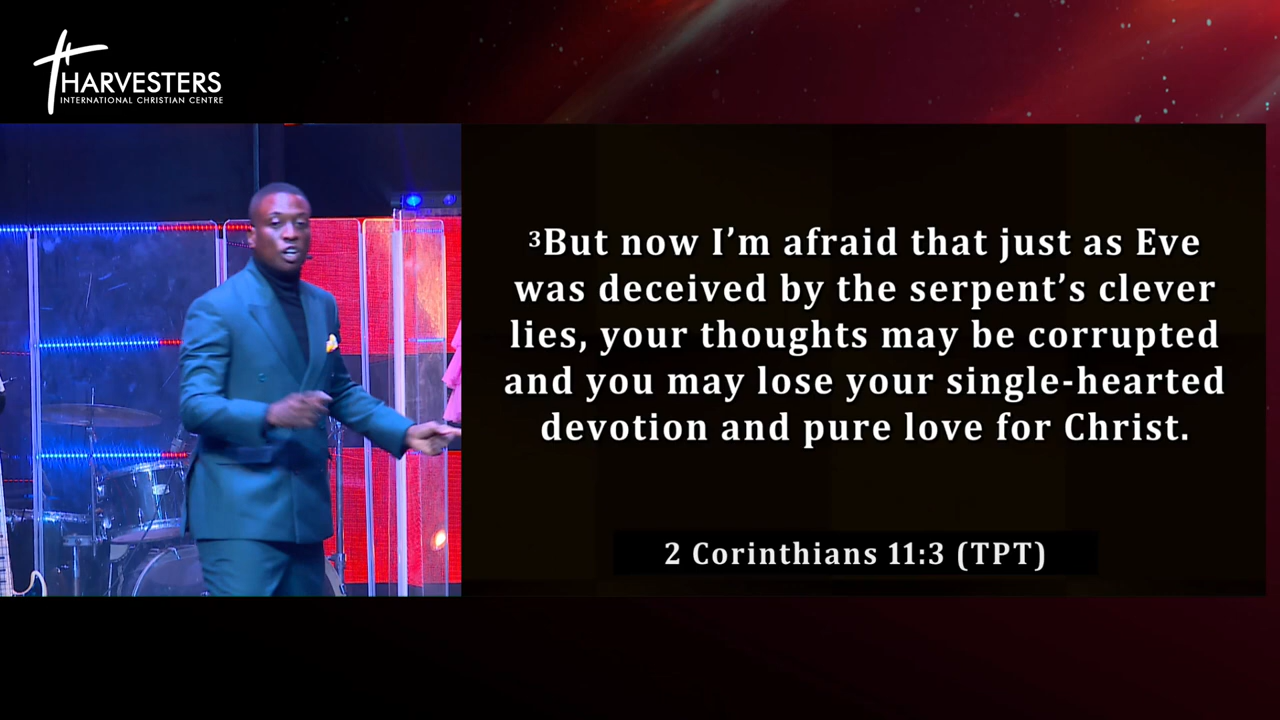 HARVESTERS
INTERNATIONAL CHRISTIAN CENTRE
³But now I’m afraid that just as Eve
was deceived by the serpent’s clever
lies, your thoughts may be corrupted
and you may lose your single-hearted
devotion and pure love for Christ.
2 Corinthians 11:3 (TPT)